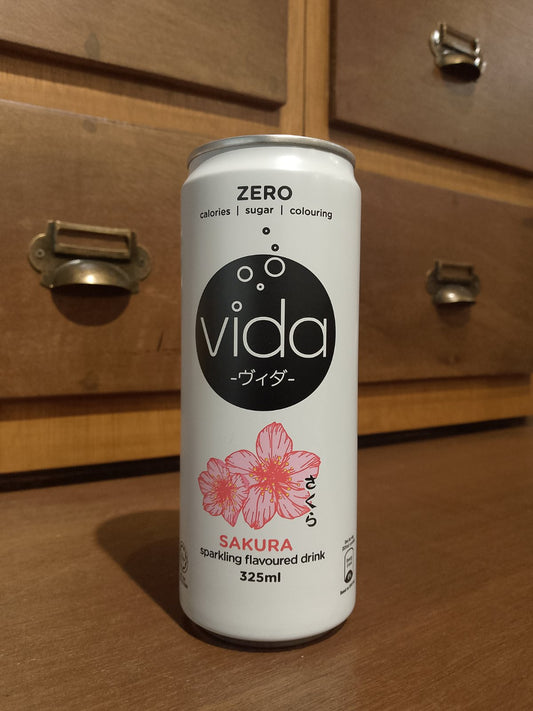 ZERO
calories | sugar | colouring
vida
-ヴィダ-
さくら
SAKURA
sparkling flavoured drink
325ml